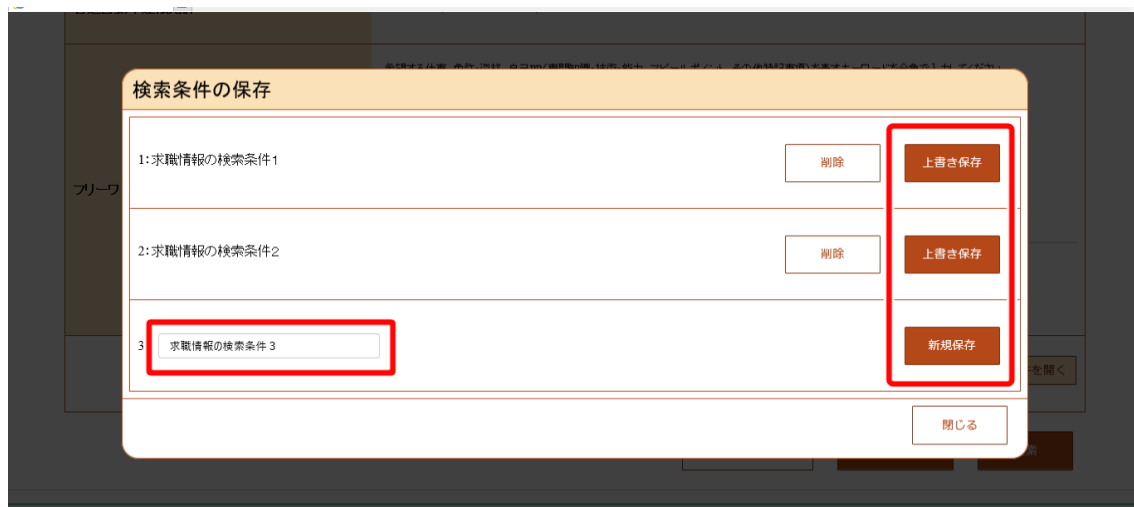 検索条件の保存
1:求職情報の検索条件1
削除
上書き保存
2:求職情報の検索条件2
削除
上書き保存
3
求職情報の検索条件3
新規保存
閉じる
フリーワ
を開く